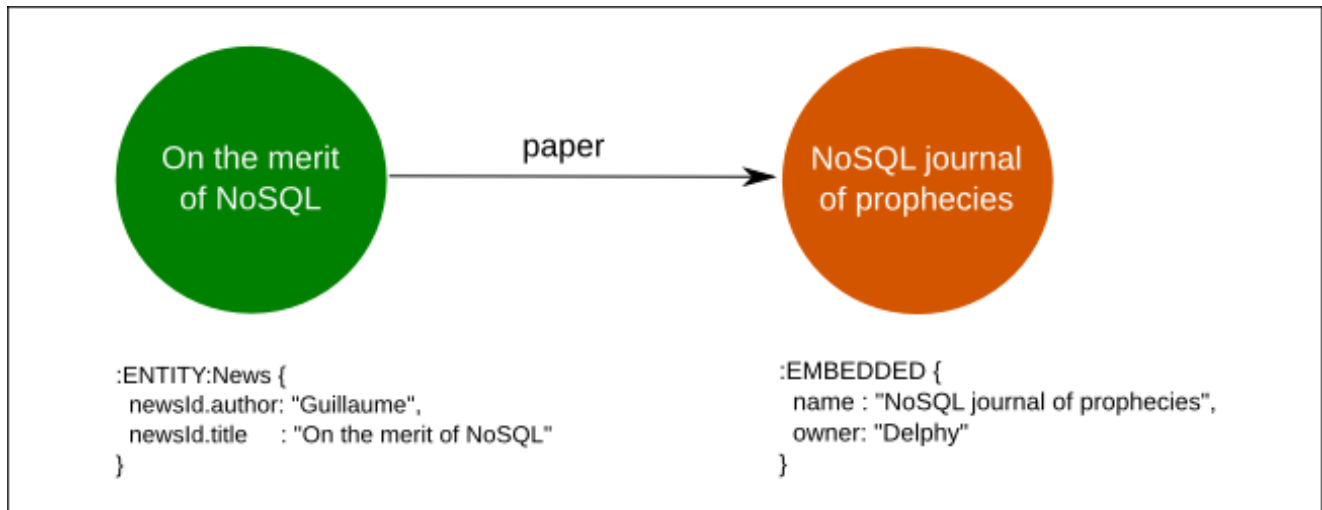 On the merit
of NoSQL
paper
NoSQL journal
of prophecies
:ENTITY:News {
newsId.author: "Guillaume",
newsId.title : "On the merit of NoSQL"
}
:EMBEDDED {
name : "NoSQL journal of prophecies",
owner: "Delphy"
}